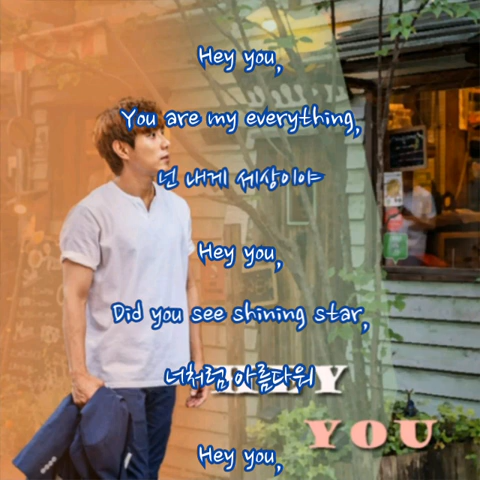 Hey you,
You are my everything,
넌 내게 세상이야
Hey you,
Did you see shining star,
너처럼 아름다워
HEY
YOU
Hey you,